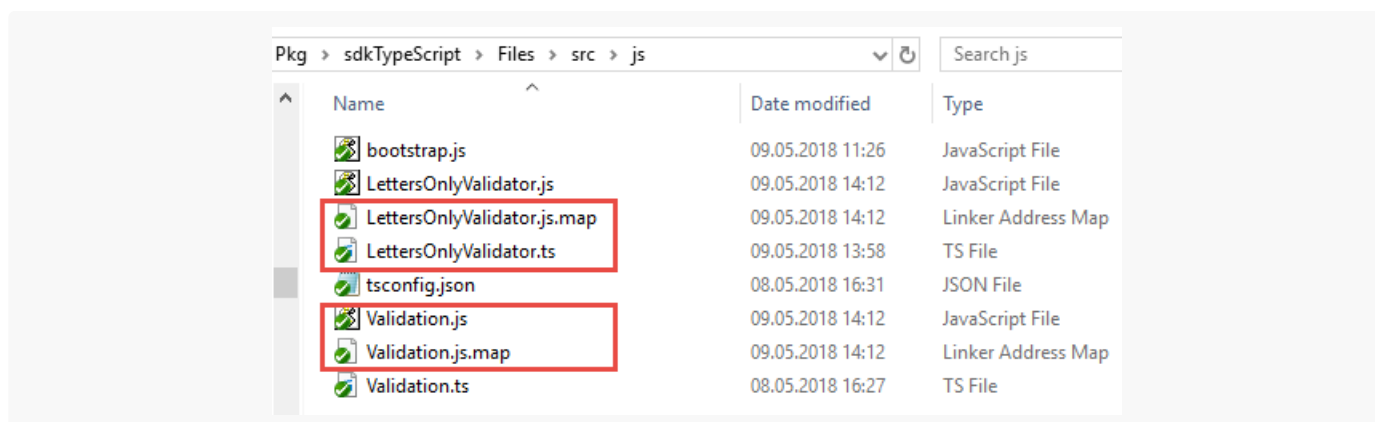 Pkg > sdkTypeScript > Files > src > js Search js
Name Date modified Type
bootstrap.js 09.05.2018 11:26 JavaScript File
LettersOnlyValidator.js 09.05.2018 14:12 JavaScript File
LettersOnlyValidator.js.map 09.05.2018 14:12 Linker Address Map
LettersOnlyValidator.ts 09.05.2018 13:58 TS File
tsconfig.json 08.05.2018 16:31 JSON File
Validation.js 09.05.2018 14:12 JavaScript File
Validation.js.map 09.05.2018 14:12 Linker Address Map
Validation.ts 08.05.2018 16:27 TS File